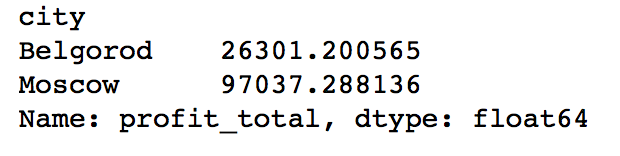 city
Belgorod    26301.200565
Moscow      97037.288136
Name: profit_total, dtype: float64